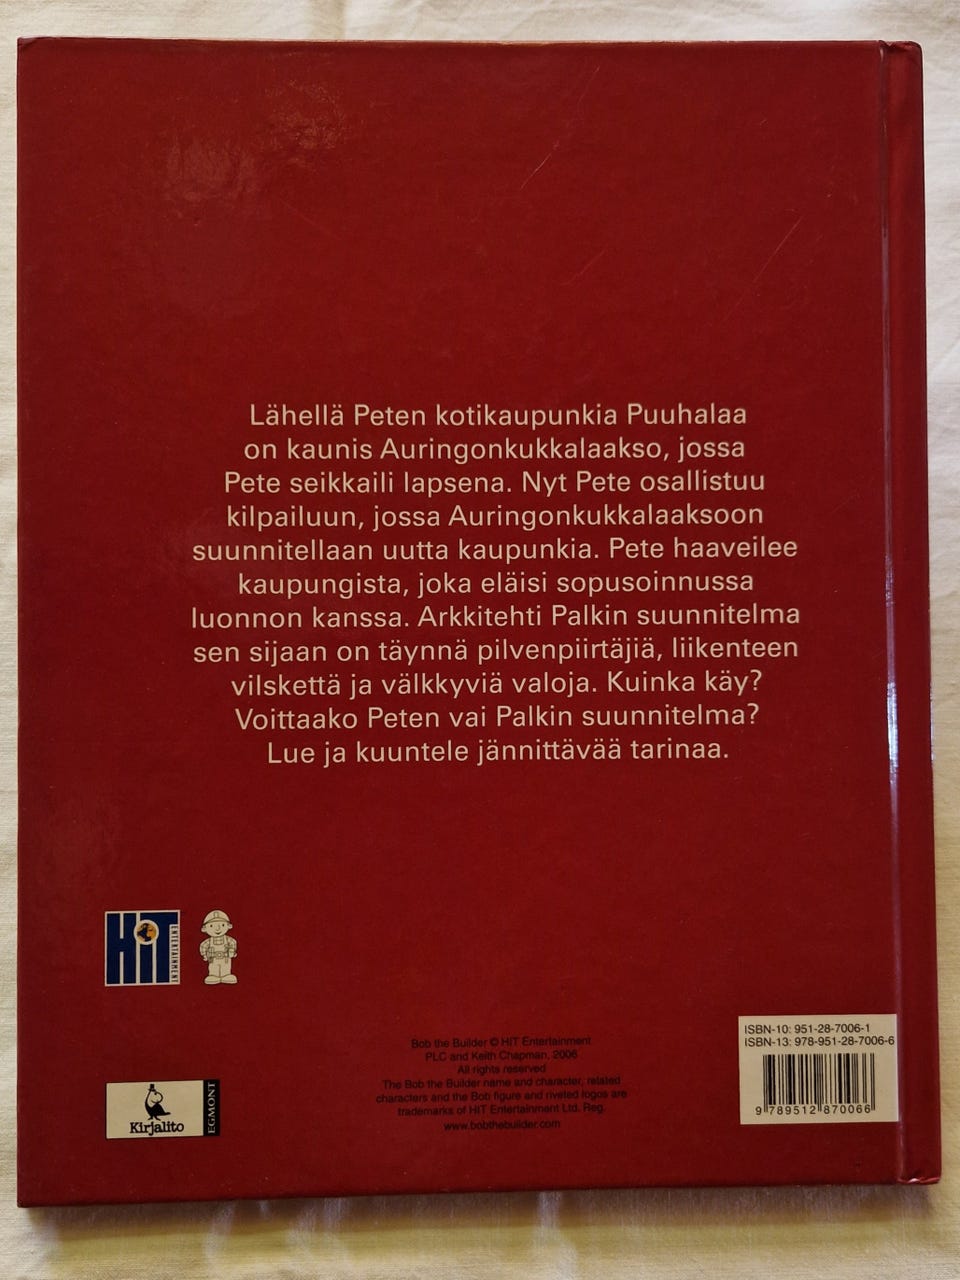 Lähellä Peten kotikaupunkia Puuhalaa
on kaunis Auringonkukkalaakso, jossa
Pete seikkaili lapsena. Nyt Pete osallistuu
kilpailuun, jossa Auringonkukkalaaksoon
suunnitellaan uutta kaupunkia. Pete haaveilee
kaupungista, joka eläisi sopusoinnussa
luonnon kanssa. Arkkitehti Palkin suunnitelma
sen sijaan on täynnä pilvenpiirtäjiä, liikenteen
vilskettä ja välkkyviä valoja. Kuinka käy?
Voittaako Peten vai Palkin suunnitelma?
Lue ja kuuntele jännittävää tarinaa.
HiT
ENTERTAINMENT
Bob the Builder © HIT Entertainment
PLC and Keith Chapman, 2006
All rights reserved
The Bob the Builder name and character, related
characters and the Bob figure and riveted logos are
trademarks of HIT Entertainment Ltd. Reg.
www.bobthebuilder.com
Kirjalito
EGMONT
ISBN-10: 951-28-7006-1
ISBN-13: 978-951-28-7006-6
9 789512 870066